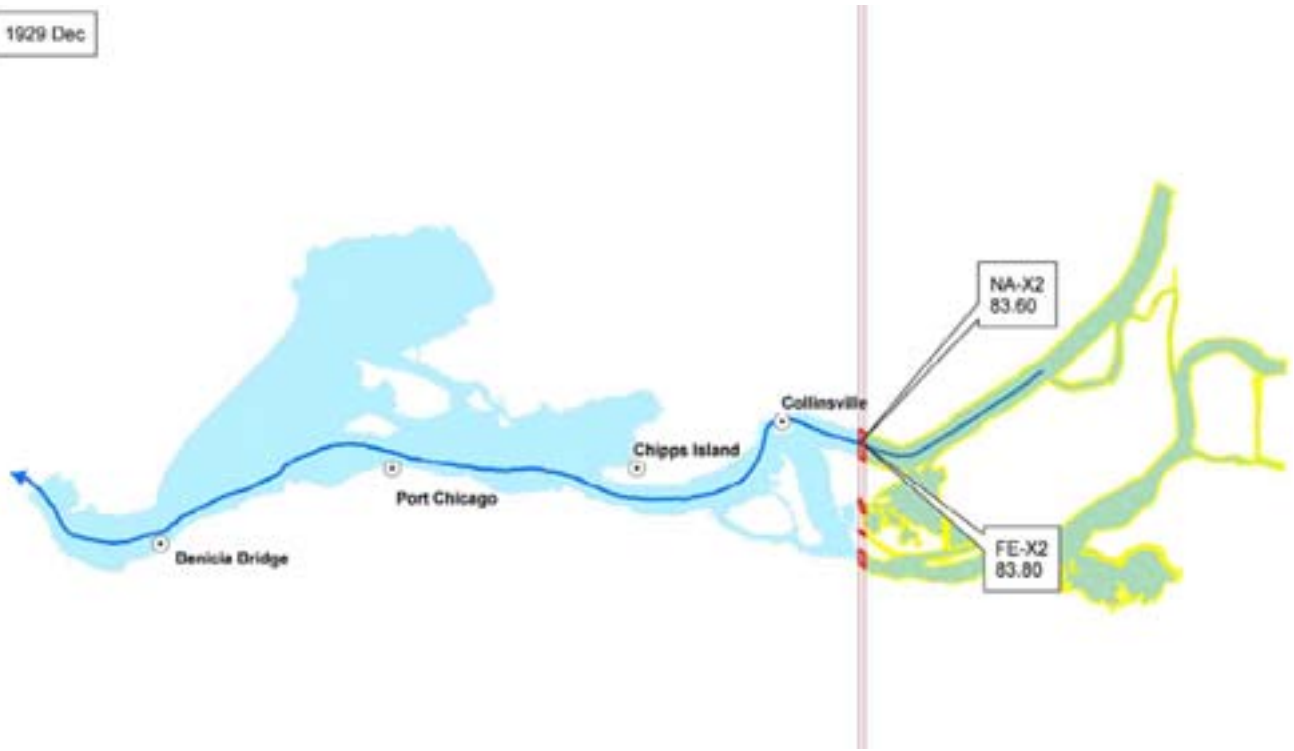 1929 Dec
NA-X2
83.60
Collinsville
Chipps Island
Port Chicago
Benicia Bridge
FE-X2
83.80